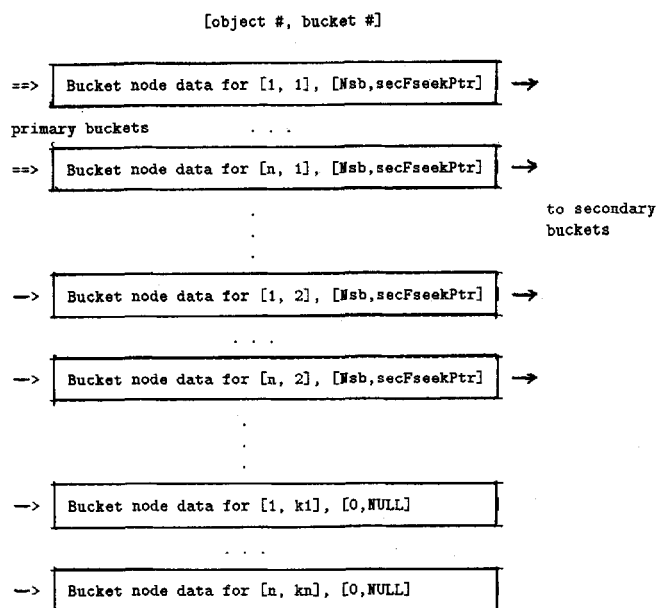 [object #, bucket #]
==> Bucket node data for [1, 1], [Nsb,secFseekPtr] →
primary buckets . . .
==> Bucket node data for [n, 1], [Nsb,secFseekPtr] →
.
to secondary
.
buckets
.
—> Bucket node data for [1, 2], [Nsb,secFseekPtr] →
. . .
—> Bucket node data for [n, 2], [Nsb,secFseekPtr] →
.
.
.
—> Bucket node data for [1, k1], [0,NULL]
. . .
—> Bucket node data for [n, kn], [0,NULL]